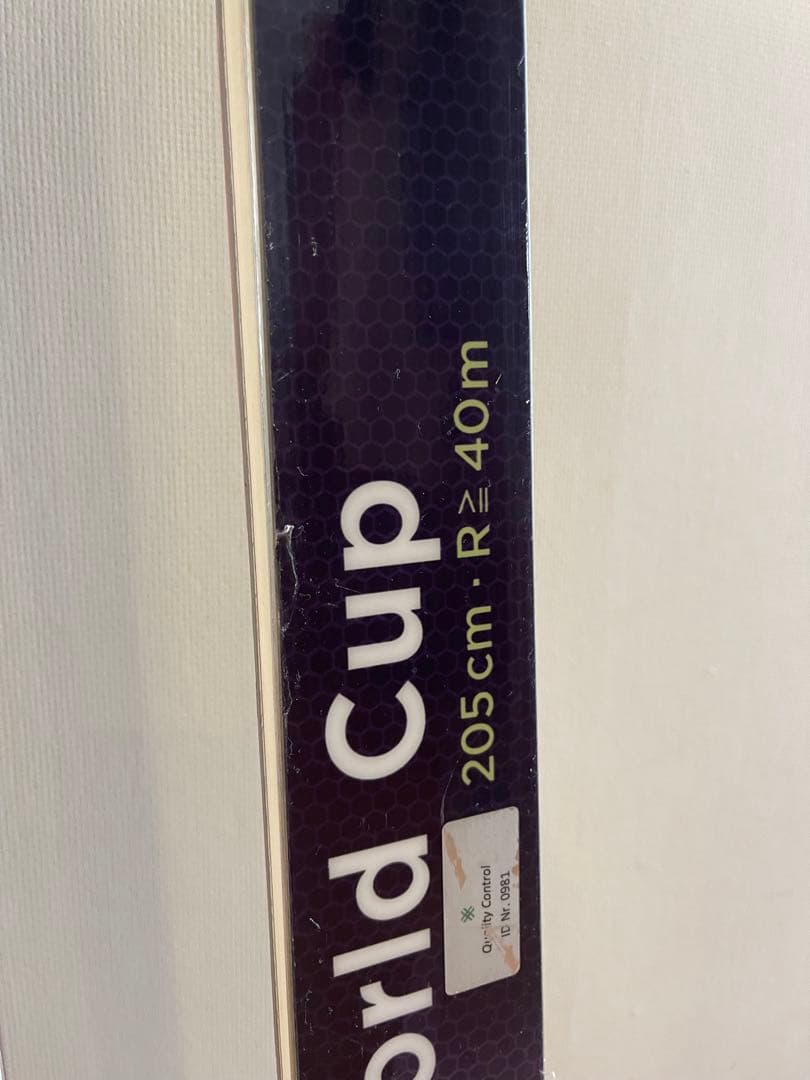 orld Cup
205 cm · R ≧ 40 m
Quality Control
ID Nr. 0981